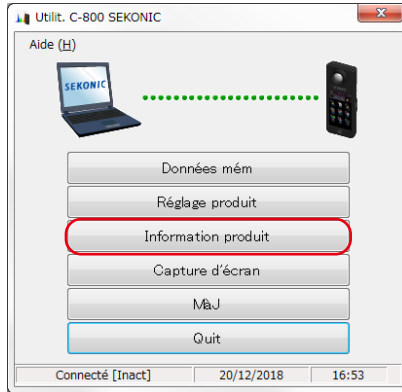 Utilit. C-800 SEKONIC
Aide (H)
SEKONIC
Données mém
Réglage produit
Information produit
Capture d'écran
MàJ
Quit
Connecté [Inact] 20/12/2018 16:53